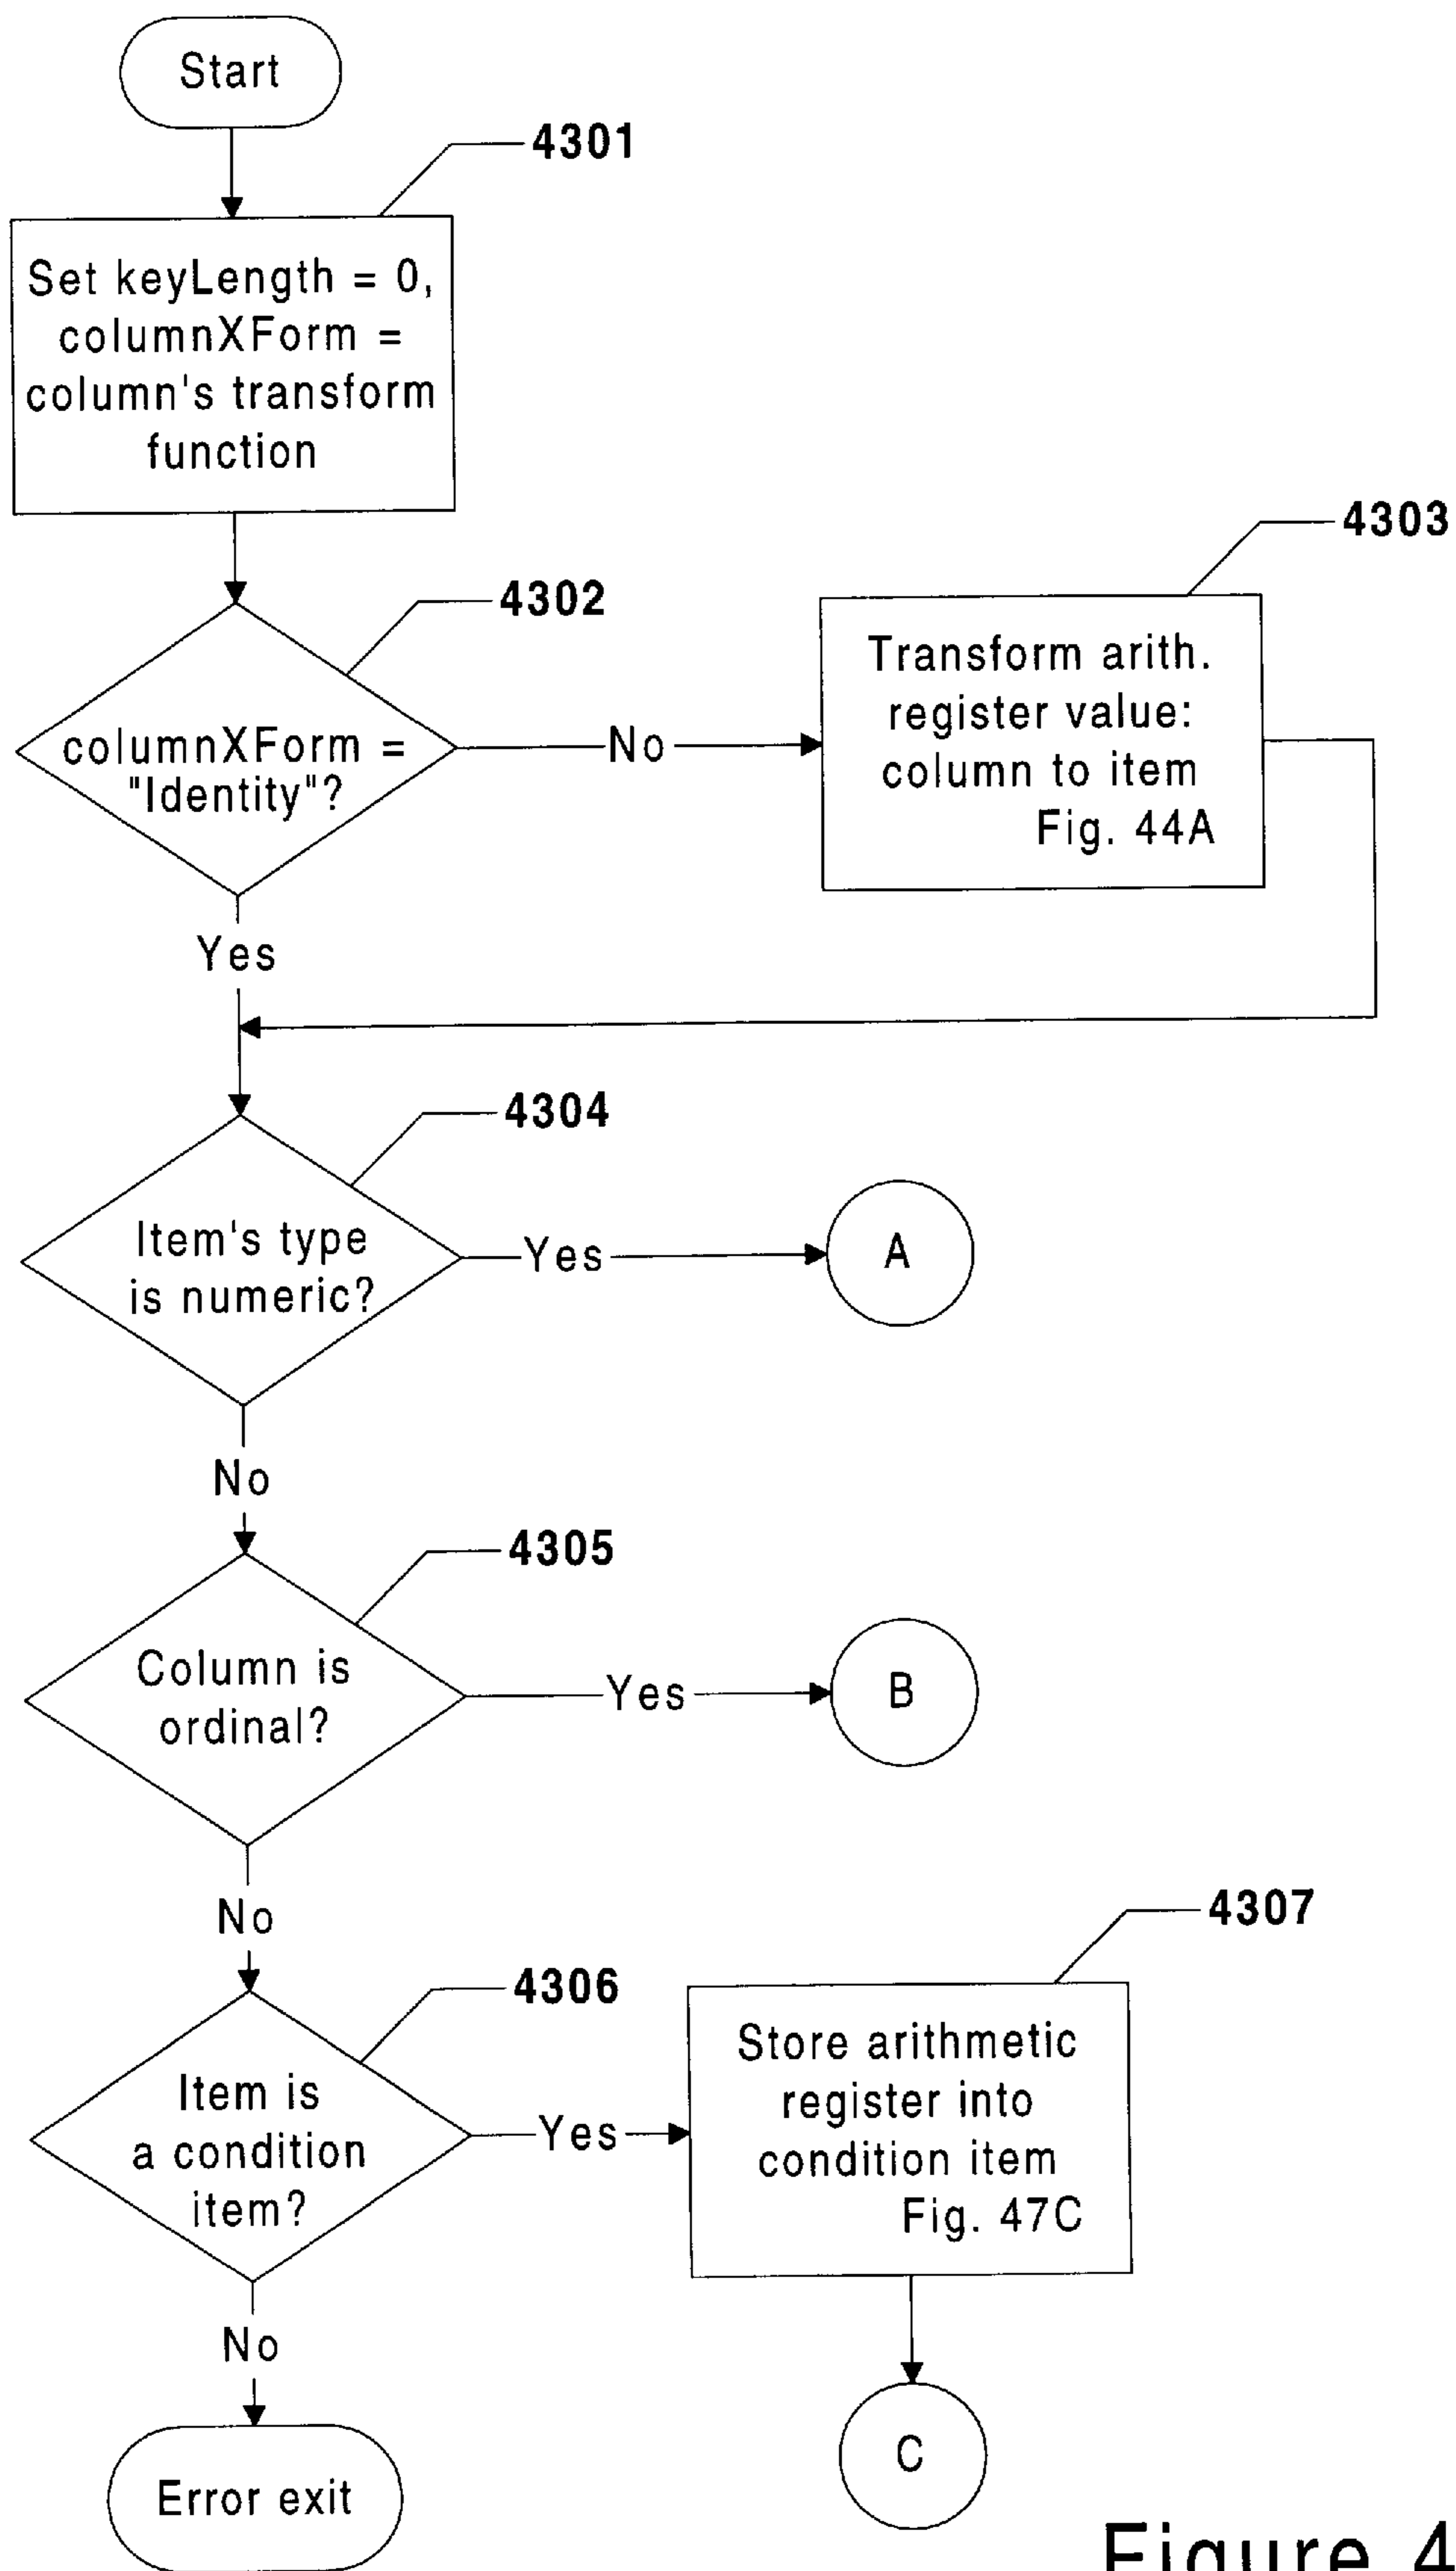 Start
4301
Set keyLength = 0,
columnXForm =
column's transform
function
4302
columnXForm =
"Identity"?
No
4303
Transform arith.
register value:
column to item
Fig. 44A
Yes
4304
Item's type
is numeric?
Yes
A
No
4305
Column is
ordinal?
Yes
B
No
4306
Item is
a condition
item?
Yes
4307
Store arithmetic
register into
condition item
Fig. 47C
No
C
Error exit
Figure 4